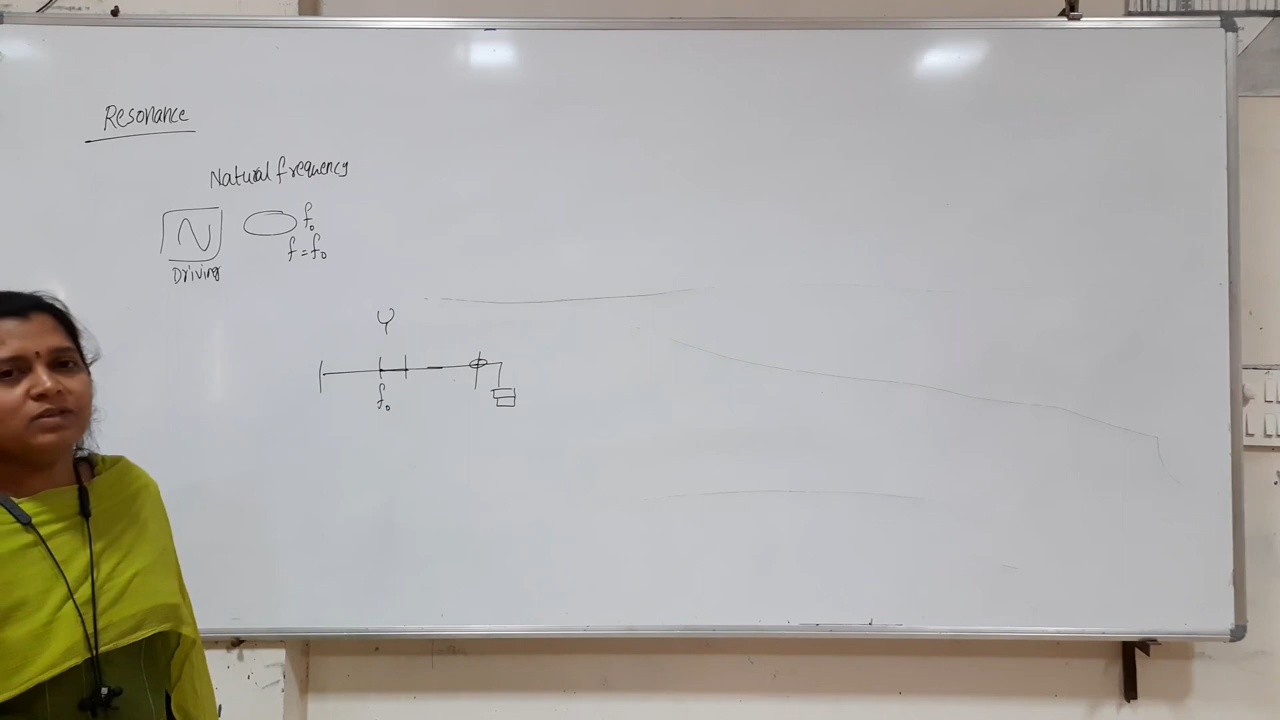 Resonance
Natural frequency
f₀
f = f₀
Driving
f₀